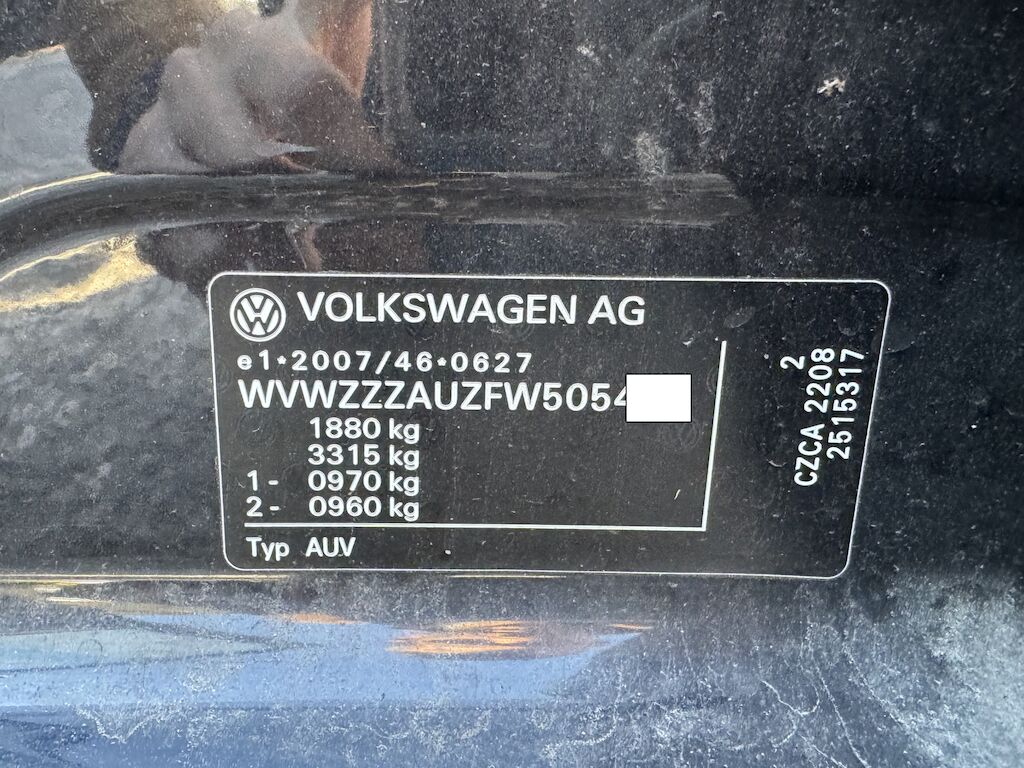 VOLKSWAGEN AG
e1*2007/46*0627
WVWZZZAUZFW5054
1880 kg
3315 kg
1- 0970 kg
2- 0960 kg
Typ AUV
2
CZCA 2208
2515317